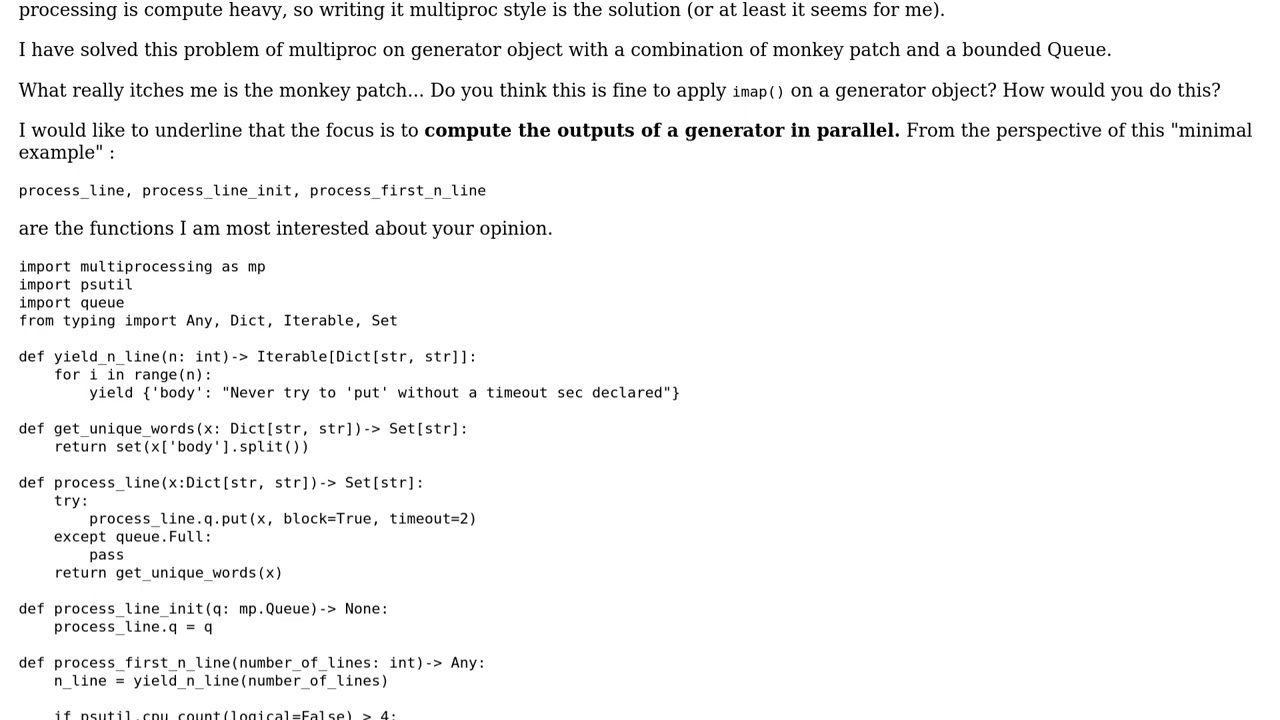 processing is compute heavy, so writing it multiproc style is the solution (or at least it seems for me).
I have solved this problem of multiproc on generator object with a combination of monkey patch and a bounded Queue.
What really itches me is the monkey patch... Do you think this is fine to apply imap() on a generator object? How would you do this?
I would like to underline that the focus is to compute the outputs of a generator in parallel. From the perspective of this "minimal
example" :
process_line, process_line_init, process_first_n_line
are the functions I am most interested about your opinion.
import multiprocessing as mp
import psutil
import queue
from typing import Any, Dict, Iterable, Set
def yield_n_line(n: int)-> Iterable[Dict[str, str]]:
    for i in range(n):
        yield {'body': "Never try to 'put' without a timeout sec declared"}
def get_unique_words(x: Dict[str, str])-> Set[str]:
    return set(x['body'].split())
def process_line(x:Dict[str, str])-> Set[str]:
    try:
        process_line.q.put(x, block=True, timeout=2)
    except queue.Full:
        pass
    return get_unique_words(x)
def process_line_init(q: mp.Queue)-> None:
    process_line.q = q
def process_first_n_line(number_of_lines: int)-> Any:
    n_line = yield_n_line(number_of_lines)
    if psutil.cpu_count(logical=False) > 4: